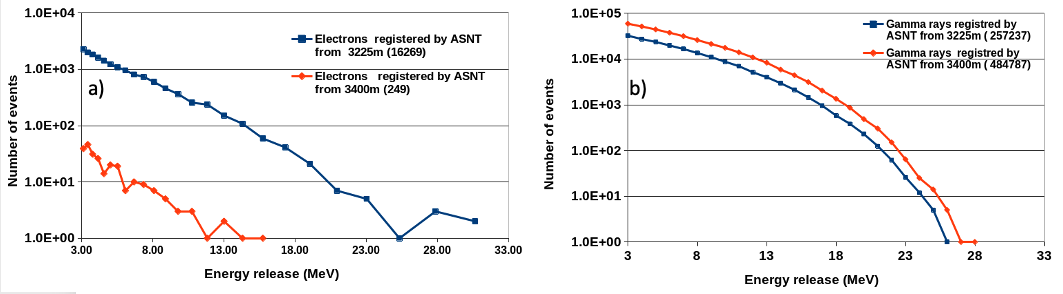 1.0E+04
1.0E+03
1.0E+02
1.0E+01
1.0E+00
3.00 8.00 13.00 18.00 23.00 28.00 33.00
Number of events
Energy release (MeV)
a)
Electrons registered by ASNT
from 3225m (16269)
Electrons registered by ASNT
from 3400m (249)
1.0E+05
1.0E+04
1.0E+03
1.0E+02
1.0E+01
1.0E+00
3 8 13 18 23 28 33
Number of events
Energy release (MeV)
b)
Gamma rays registred by
ASNT from 3225m ( 257237)
Gamma rays registred by
ASNT from 3400m ( 484787)